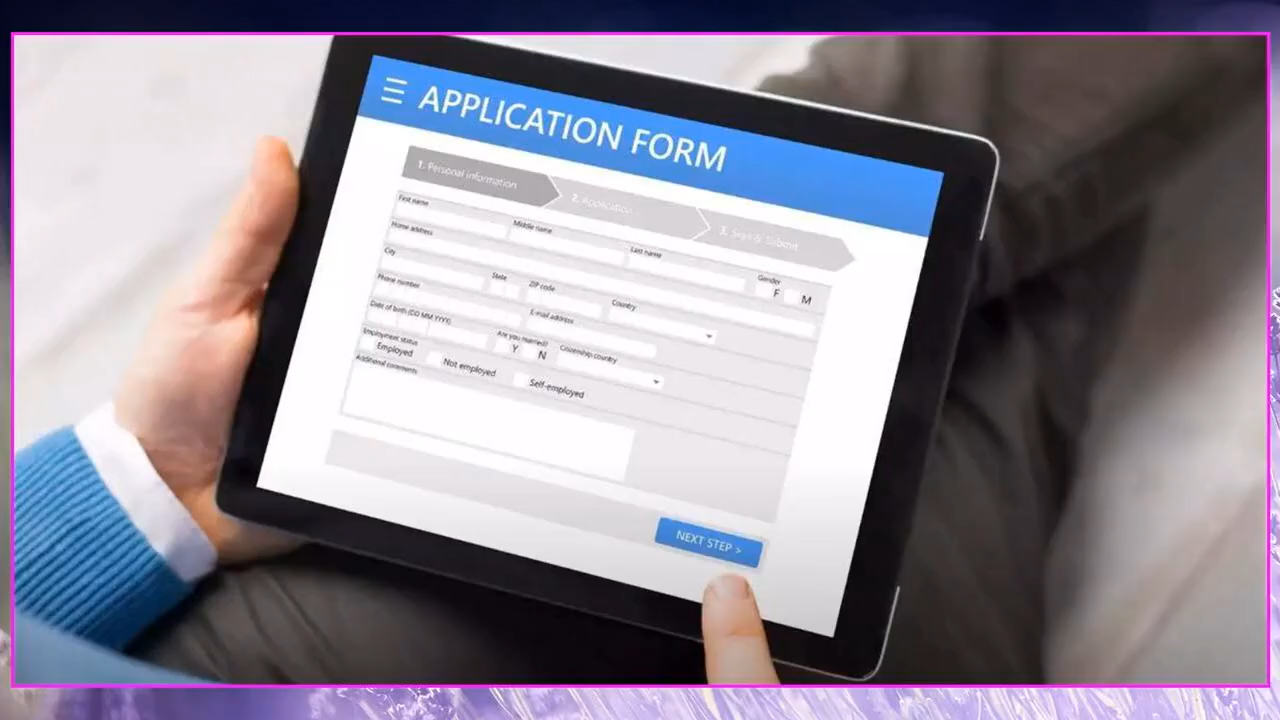 APPLICATION FORM
1. Personal information
2. Application
3. Sign & Submit
First name
Middle name
Last name
Gender
F M
Home address
City
State
ZIP code
Country
Phone number
E-mail address
Date of birth (DD MM YYYY)
Are you married?
Y N
Citizenship country
Employment status
Employed
Not employed
Self-employed
Additional comments
NEXT STEP >